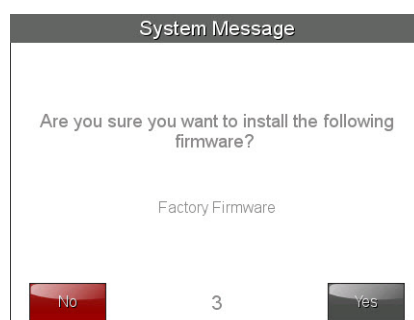 System Message
Are you sure you want to install the following
firmware?
Factory Firmware
No 3 Yes